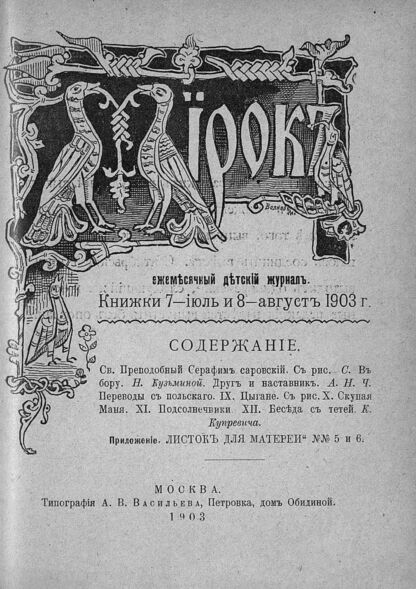 Мірокъ
ежемѣсячный дѣтскій журналъ.
Книжки 7—іюль и 8—августъ 1903 г.
СОДЕРЖАНІЕ.
Св. Преподобный Серафимъ саровскій. Съ рис. С. Въ
бору. Н. Кузьминой. Другъ и наставникъ. А. Н. Ч.
Переводы съ польскаго. IX. Цыгане. Съ рис. X. Скупая
Маня. XI. Подсолнечники. XII. Бесѣда съ тетей. К.
Купревича.
Приложеніе. ЛИСТОКЪ ДЛЯ МАТЕРЕИ“ №№ 5 и 6.
МОСКВА.
Типографія А. В. Васильева, Петровка, домъ Обидиной.
1903